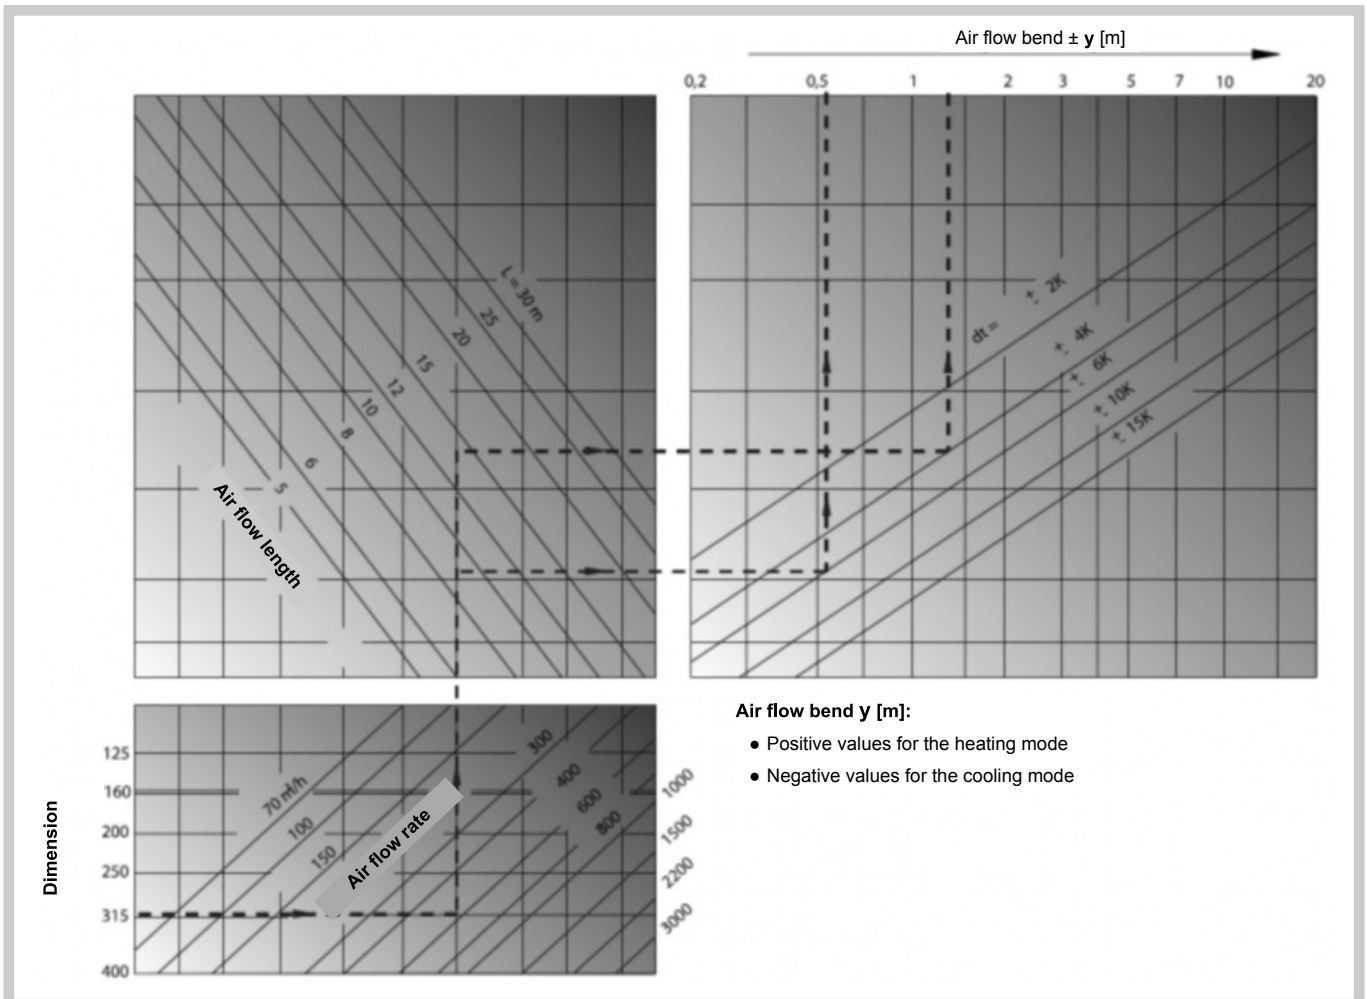 Air flow bend ± y [m]
0,2 0,5 1 2 3 5 7 10 20
L = 30 m
25
20
15
12
10
8
6
5
Air flow length
dt = ± 2K
± 4K
± 6K
± 10K
± 15K
Air flow bend y [m]:
● Positive values for the heating mode
● Negative values for the cooling mode
Dimension
125
160
200
250
315
400
70 m³/h
100
150
Air flow rate
300
400
600
800
1000
1500
2200
3000